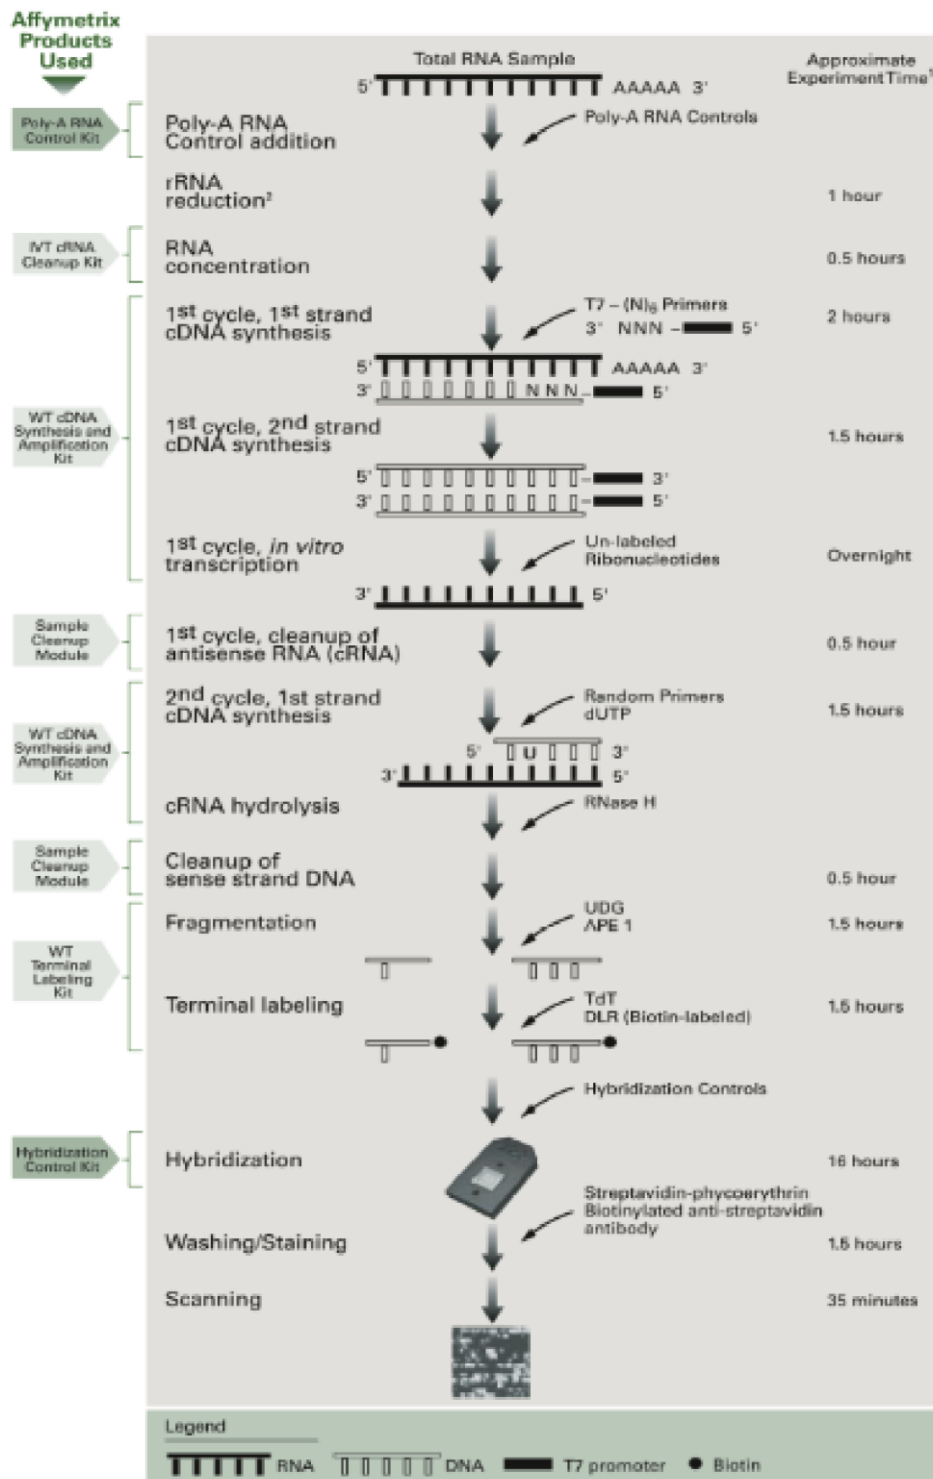 Affymetrix
Products
Used
Total RNA Sample
Approximate
Experiment Time¹
5' AAAAA 3'
Poly-A RNA
Control Kit
Poly-A RNA
Control addition
Poly-A RNA Controls
rRNA
reduction²
1 hour
IVT cRNA
Cleanup Kit
RNA
concentration
0.5 hours
1st cycle, 1st strand
cDNA synthesis
T7 – (N)₆ Primers
3' NNN 5'
2 hours
5' AAAAA 3'
3' N N N 5'
WT cDNA
Synthesis and
Amplification
Kit
1st cycle, 2nd strand
cDNA synthesis
1.5 hours
5' 3'
3' 5'
1st cycle, in vitro
transcription
Un-labeled
Ribonucleotides
Overnight
3' 5'
Sample
Cleanup
Module
1st cycle, cleanup of
antisense RNA (cRNA)
0.5 hour
2nd cycle, 1st strand
cDNA synthesis
Random Primers
dUTP
1.5 hours
WT cDNA
Synthesis and
Amplification
Kit
5' U 3'
3' 5'
cRNA hydrolysis
RNase H
Sample
Cleanup
Module
Cleanup of
sense strand DNA
0.5 hour
Fragmentation
UDG
APE 1
1.5 hours
WT
Terminal
Labeling
Kit
Terminal labeling
TdT
DLR (Biotin-labeled)
1.5 hours
Hybridization Controls
Hybridization
Control Kit
Hybridization
16 hours
Streptavidin-phycoerythrin
Biotinylated anti-streptavidin
antibody
Washing/Staining
1.5 hours
Scanning
35 minutes
Legend
RNA DNA T7 promoter Biotin